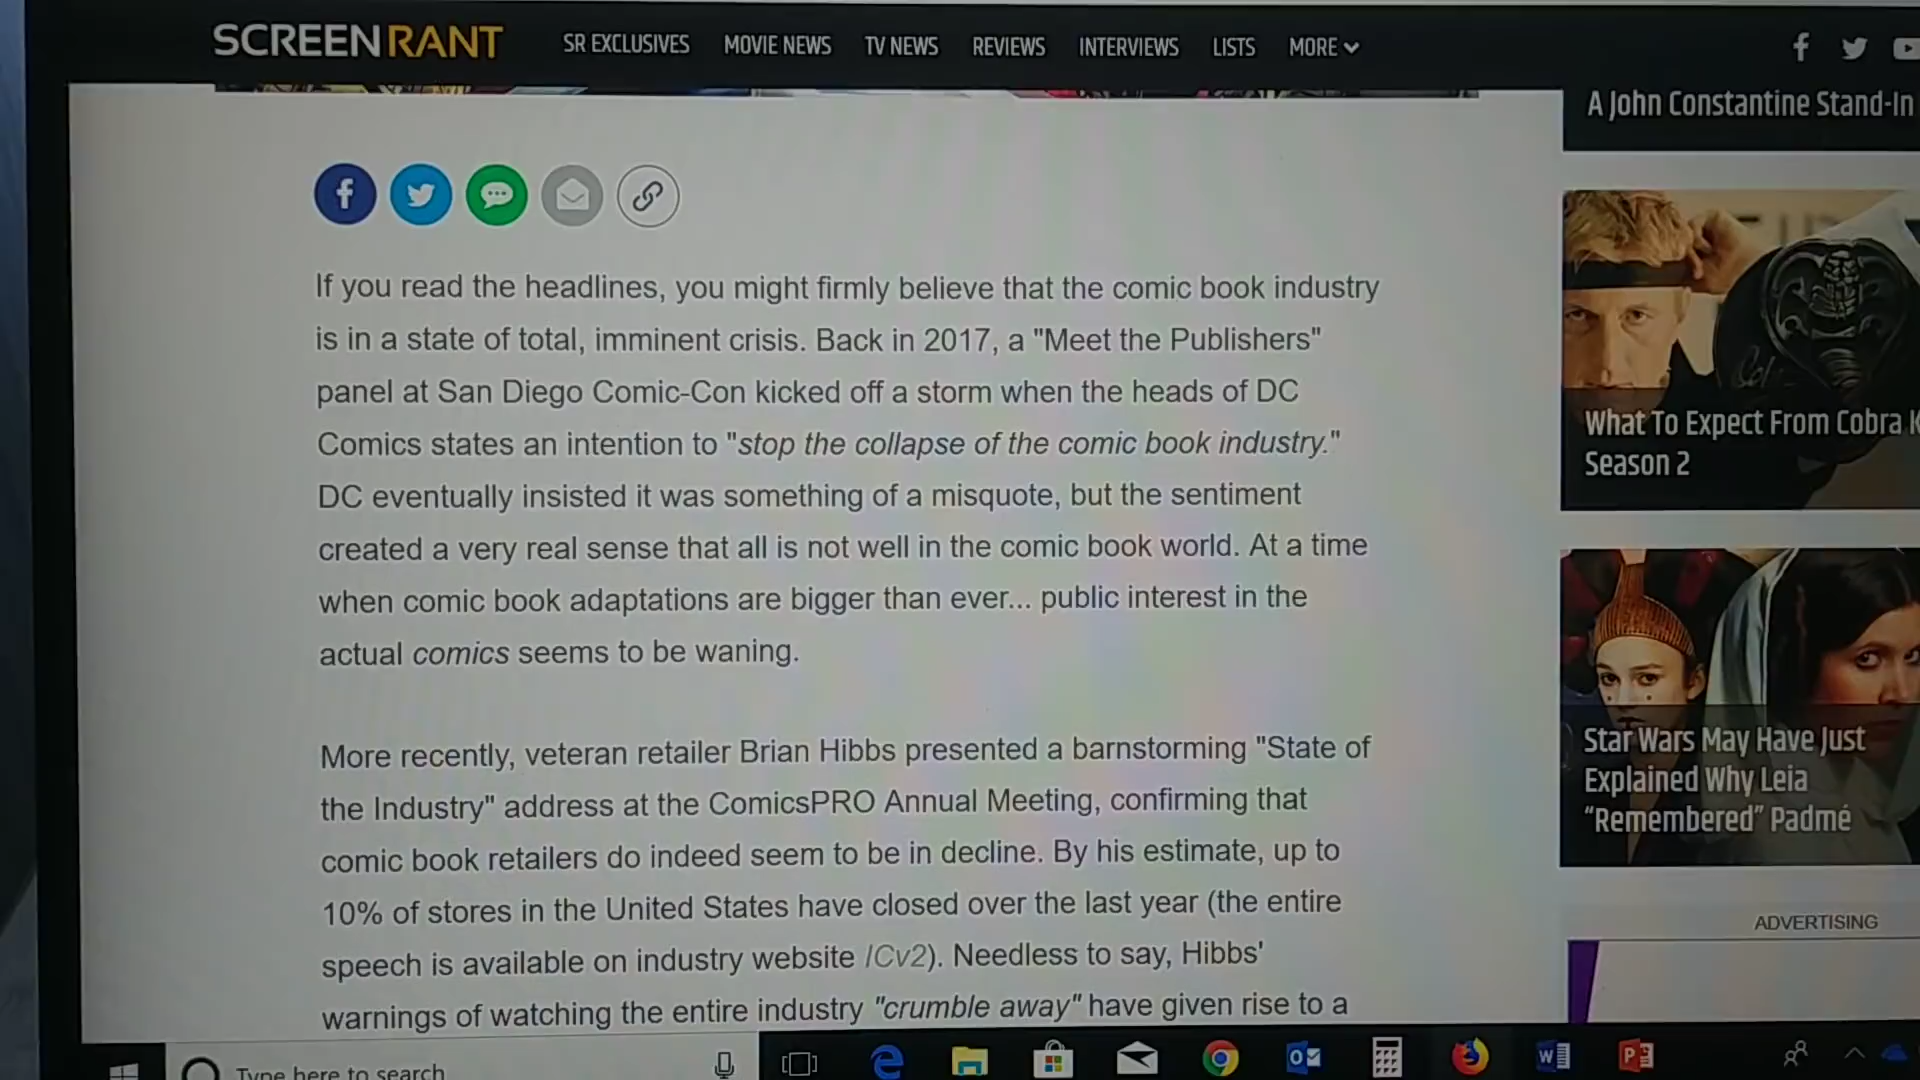 SCREENRANT
SR EXCLUSIVES MOVIE NEWS TV NEWS REVIEWS INTERVIEWS LISTS MORE
If you read the headlines, you might firmly believe that the comic book industry
is in a state of total, imminent crisis. Back in 2017, a "Meet the Publishers"
panel at San Diego Comic-Con kicked off a storm when the heads of DC
Comics states an intention to "stop the collapse of the comic book industry."
DC eventually insisted it was something of a misquote, but the sentiment
created a very real sense that all is not well in the comic book world. At a time
when comic book adaptations are bigger than ever... public interest in the
actual comics seems to be waning.
More recently, veteran retailer Brian Hibbs presented a barnstorming "State of
the Industry" address at the ComicsPRO Annual Meeting, confirming that
comic book retailers do indeed seem to be in decline. By his estimate, up to
10% of stores in the United States have closed over the last year (the entire
speech is available on industry website ICv2). Needless to say, Hibbs'
warnings of watching the entire industry "crumble away" have given rise to a
A John Constantine Stand-In
What To Expect From Cobra K
Season 2
Star Wars May Have Just
Explained Why Leia
"Remembered" Padmé
ADVERTISING
Type here to search